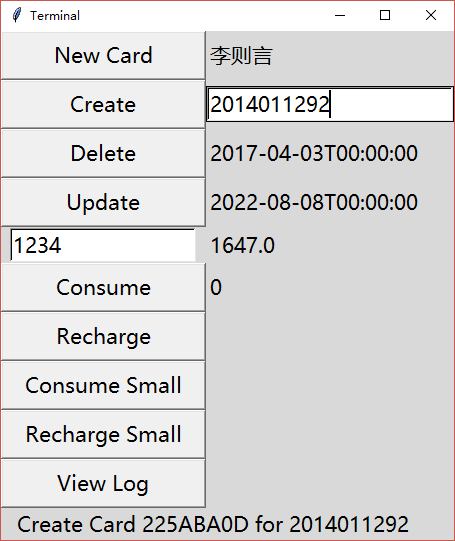 Terminal
New Card 李则言
Create 2014011292
Delete 2017-04-03T00:00:00
Update 2022-08-08T00:00:00
1234 1647.0
Consume 0
Recharge
Consume Small
Recharge Small
View Log
Create Card 225ABA0D for 2014011292